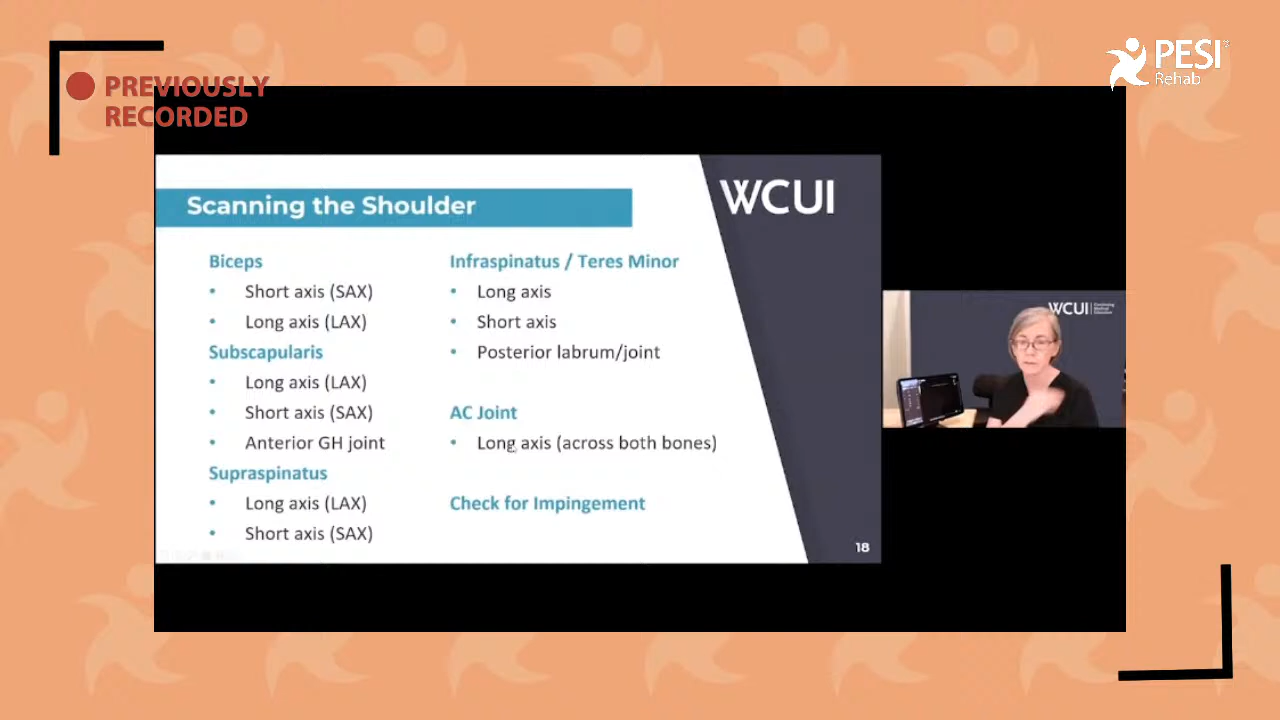 PREVIOUSLY
RECORDED
PESI
Rehab
Scanning the Shoulder
WCUI
Biceps
• Short axis (SAX)
• Long axis (LAX)
Subscapularis
• Long axis (LAX)
• Short axis (SAX)
• Anterior GH joint
Supraspinatus
• Long axis (LAX)
• Short axis (SAX)
Infraspinatus / Teres Minor
• Long axis
• Short axis
• Posterior labrum/joint
AC Joint
• Long axis (across both bones)
Check for Impingement
18
WCUI